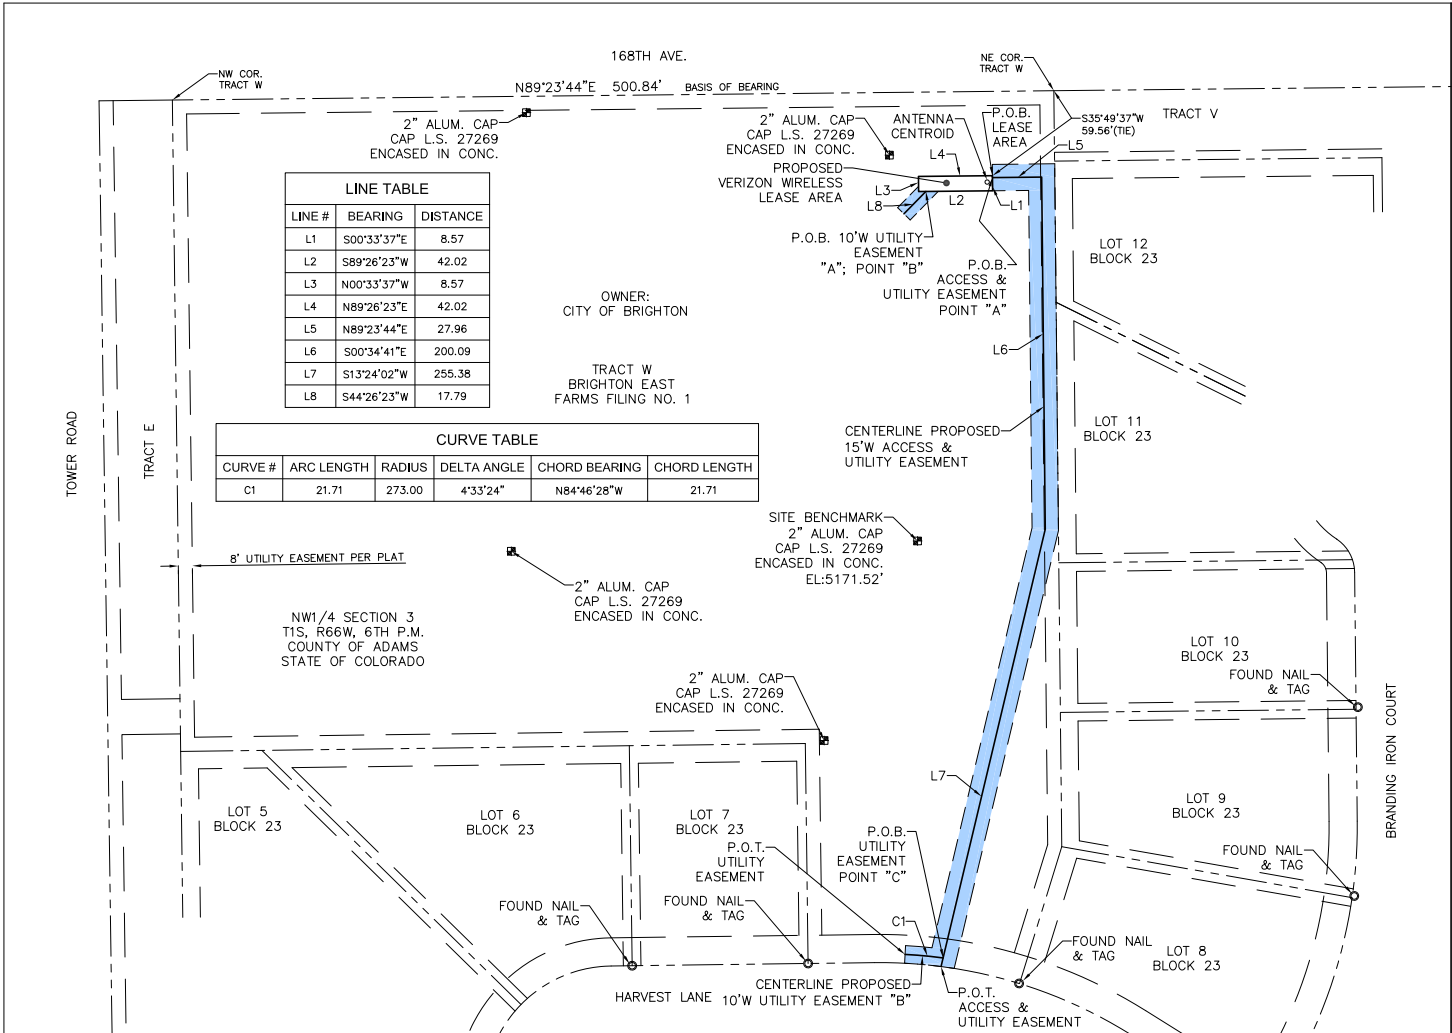 168TH AVE.
N89°23'44"E 500.84' BASIS OF BEARING
NW COR.
TRACT W
NE COR.
TRACT W
2" ALUM. CAP
CAP L.S. 27269
ENCASED IN CONC.
2" ALUM. CAP
CAP L.S. 27269
ENCASED IN CONC.
ANTENNA
CENTROID
P.O.B.
LEASE
AREA
S35°49'37"W
59.56'(TIE)
TRACT V
L5
L4
PROPOSED
VERIZON WIRELESS
LEASE AREA
L3
L8
L2
L1
LINE TABLE
LINE # BEARING DISTANCE
L1 S00°33'37"E 8.57
L2 S89°26'23"W 42.02
L3 N00°33'37"W 8.57
L4 N89°26'23"E 42.02
L5 N89°23'44"E 27.96
L6 S00°34'41"E 200.09
L7 S13°24'02"W 255.38
L8 S44°26'23"W 17.79
P.O.B. 10'W UTILITY
EASEMENT
"A"; POINT "B"
P.O.B.
ACCESS &
UTILITY EASEMENT
POINT "A"
LOT 12
BLOCK 23
OWNER:
CITY OF BRIGHTON
TRACT W
BRIGHTON EAST
FARMS FILING NO. 1
L6
CENTERLINE PROPOSED
15'W ACCESS &
UTILITY EASEMENT
LOT 11
BLOCK 23
TOWER ROAD
TRACT E
CURVE TABLE
CURVE # ARC LENGTH RADIUS DELTA ANGLE CHORD BEARING CHORD LENGTH
C1 21.71 273.00 4°33'24" N84°46'28"W 21.71
SITE BENCHMARK
2" ALUM. CAP
CAP L.S. 27269
ENCASED IN CONC.
EL:5171.52'
8' UTILITY EASEMENT PER PLAT
2" ALUM. CAP
CAP L.S. 27269
ENCASED IN CONC.
NW1/4 SECTION 3
T1S, R66W, 6TH P.M.
COUNTY OF ADAMS
STATE OF COLORADO
2" ALUM. CAP
CAP L.S. 27269
ENCASED IN CONC.
LOT 10
BLOCK 23
FOUND NAIL
& TAG
BRANDING IRON COURT
L7
LOT 9
BLOCK 23
FOUND NAIL
& TAG
LOT 5
BLOCK 23
LOT 6
BLOCK 23
LOT 7
BLOCK 23
P.O.T.
UTILITY
EASEMENT
P.O.B.
UTILITY
EASEMENT
POINT "C"
FOUND NAIL
& TAG
FOUND NAIL
& TAG
C1
FOUND NAIL
& TAG
LOT 8
BLOCK 23
HARVEST LANE
CENTERLINE PROPOSED
10'W UTILITY EASEMENT "B"
P.O.T.
ACCESS &
UTILITY EASEMENT